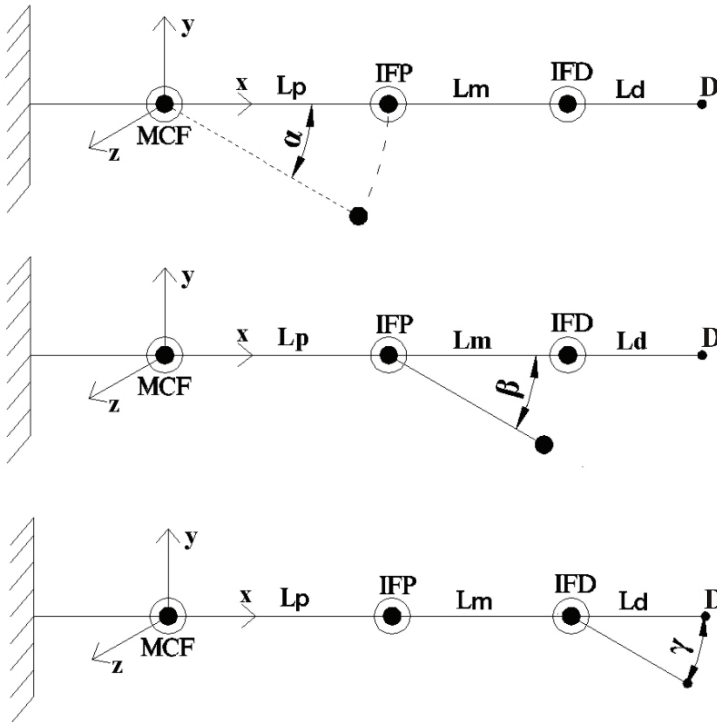 y
x Lp IFP Lm IFD Ld D
MCF
z
α
y
x Lp IFP Lm IFD Ld D
MCF
z
β
y
x Lp IFP Lm IFD Ld D
MCF
z
γ